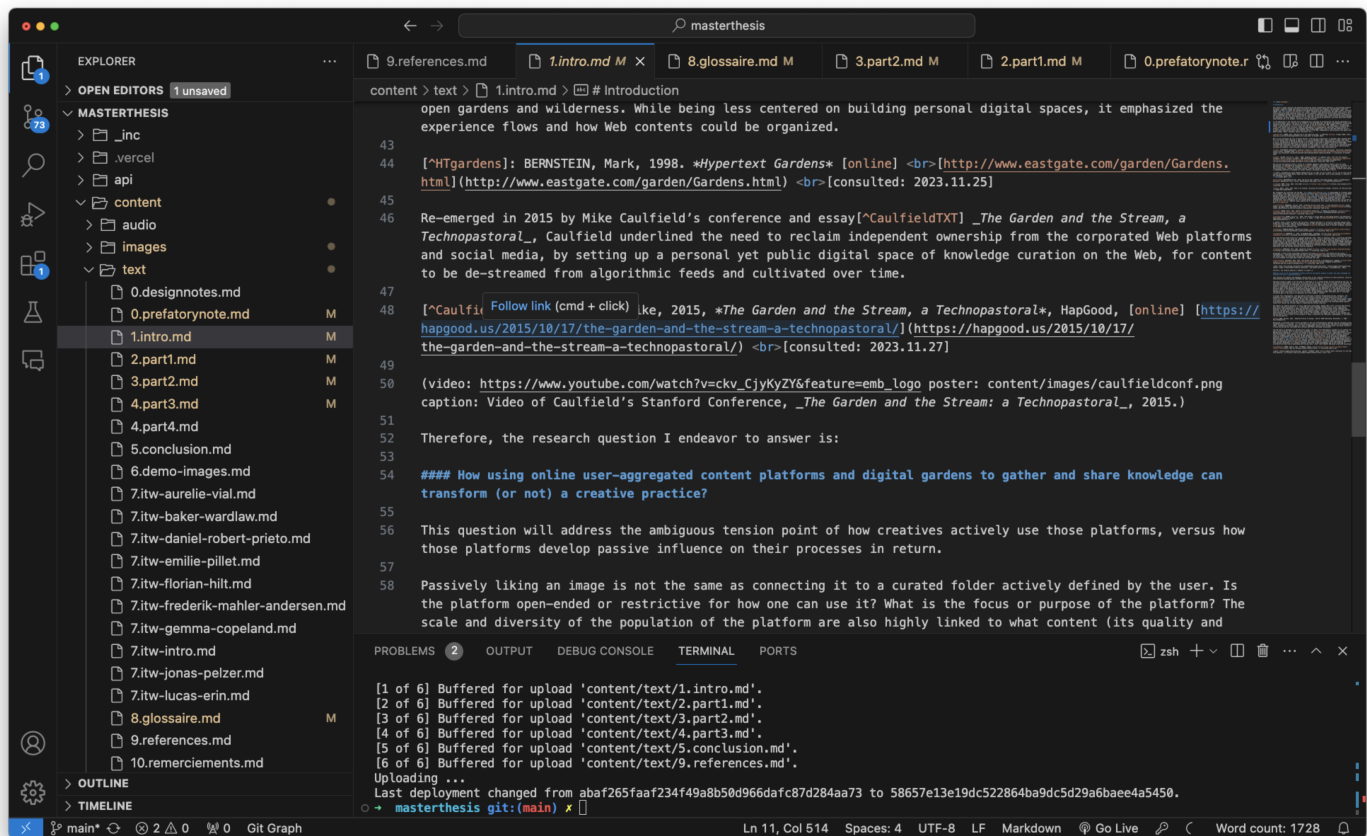 masterthesis
EXPLORER
OPEN EDITORS 1 unsaved
MASTERTHESIS
_inc
.vercel
api
content
audio
images
text
0.designnotes.md
0.prefatorynote.md M
1.intro.md M
2.part1.md M
3.part2.md M
4.part3.md M
4.part4.md
5.conclusion.md
6.demo-images.md
7.itw-aurelie-vial.md
7.itw-baker-wardlaw.md
7.itw-daniel-robert-prieto.md
7.itw-emilie-pillet.md
7.itw-florian-hilt.md
7.itw-frederik-mahler-andersen.md
7.itw-gemma-copeland.md
7.itw-intro.md
7.itw-jonas-pelzer.md
7.itw-lucas-erin.md
8.glossaire.md M
9.references.md
10.remerciements.md
OUTLINE
TIMELINE
1
73
1
9.references.md 1.intro.md M 8.glossaire.md M 3.part2.md M 2.part1.md M 0.prefatorynote.r
content > text > 1.intro.md > # Introduction
open gardens and wilderness. While being less centered on building personal digital spaces, it emphasized the
experience flows and how Web contents could be organized.
43
44 [^HTgardens]: BERNSTEIN, Mark, 1998. *Hypertext Gardens* [online] <br>[http://www.eastgate.com/garden/Gardens.
html](http://www.eastgate.com/garden/Gardens.html) <br>[consulted: 2023.11.25]
45
46 Re-emerged in 2015 by Mike Caulfield’s conference and essay[^CaulfieldTXT] _The Garden and the Stream, a
Technopastoral_, Caulfield underlined the need to reclaim independent ownership from the corporated Web platforms
and social media, by setting up a personal yet public digital space of knowledge curation on the Web, for content
to be de-streamed from algorithmic feeds and cultivated over time.
47
Follow link (cmd + click)
48 [^Caulfie ke, 2015, *The Garden and the Stream, a Technopastoral*, HapGood, [online] [https://
hapgood.us/2015/10/17/the-garden-and-the-stream-a-technopastoral/](https://hapgood.us/2015/10/17/
the-garden-and-the-stream-a-technopastoral/) <br>[consulted: 2023.11.27]
49
50 (video: https://www.youtube.com/watch?v=ckv_CjyKyZY&feature=emb_logo poster: content/images/caulfieldconf.png
caption: Video of Caulfield’s Stanford Conference, _The Garden and the Stream: a Technopastoral_, 2015.)
51
52 Therefore, the research question I endeavor to answer is:
53
54 #### How using online user-aggregated content platforms and digital gardens to gather and share knowledge can
transform (or not) a creative practice?
55
56 This question will address the ambiguous tension point of how creatives actively use those platforms, versus how
those platforms develop passive influence on their processes in return.
57
58 Passively liking an image is not the same as connecting it to a curated folder actively defined by the user. Is
the platform open-ended or restrictive for how one can use it? What is the focus or purpose of the platform? The
scale and diversity of the population of the platform are also highly linked to what content (its quality and
PROBLEMS 2 OUTPUT DEBUG CONSOLE TERMINAL PORTS zsh
[1 of 6] Buffered for upload 'content/text/1.intro.md'.
[2 of 6] Buffered for upload 'content/text/2.part1.md'.
[3 of 6] Buffered for upload 'content/text/3.part2.md'.
[4 of 6] Buffered for upload 'content/text/4.part3.md'.
[5 of 6] Buffered for upload 'content/text/5.conclusion.md'.
[6 of 6] Buffered for upload 'content/text/9.references.md'.
Uploading ...
Last deployment changed from abaf265faaf234f49a8b50d966dafc87d284aa73 to 58657e13e19dc522864ba9dc5d29a6baee4a5450.
→ masterthesis git:(main) ✗
main* 2 0 0 Git Graph Ln 11, Col 514 Spaces: 4 UTF-8 LF Markdown Go Live Word count: 1728